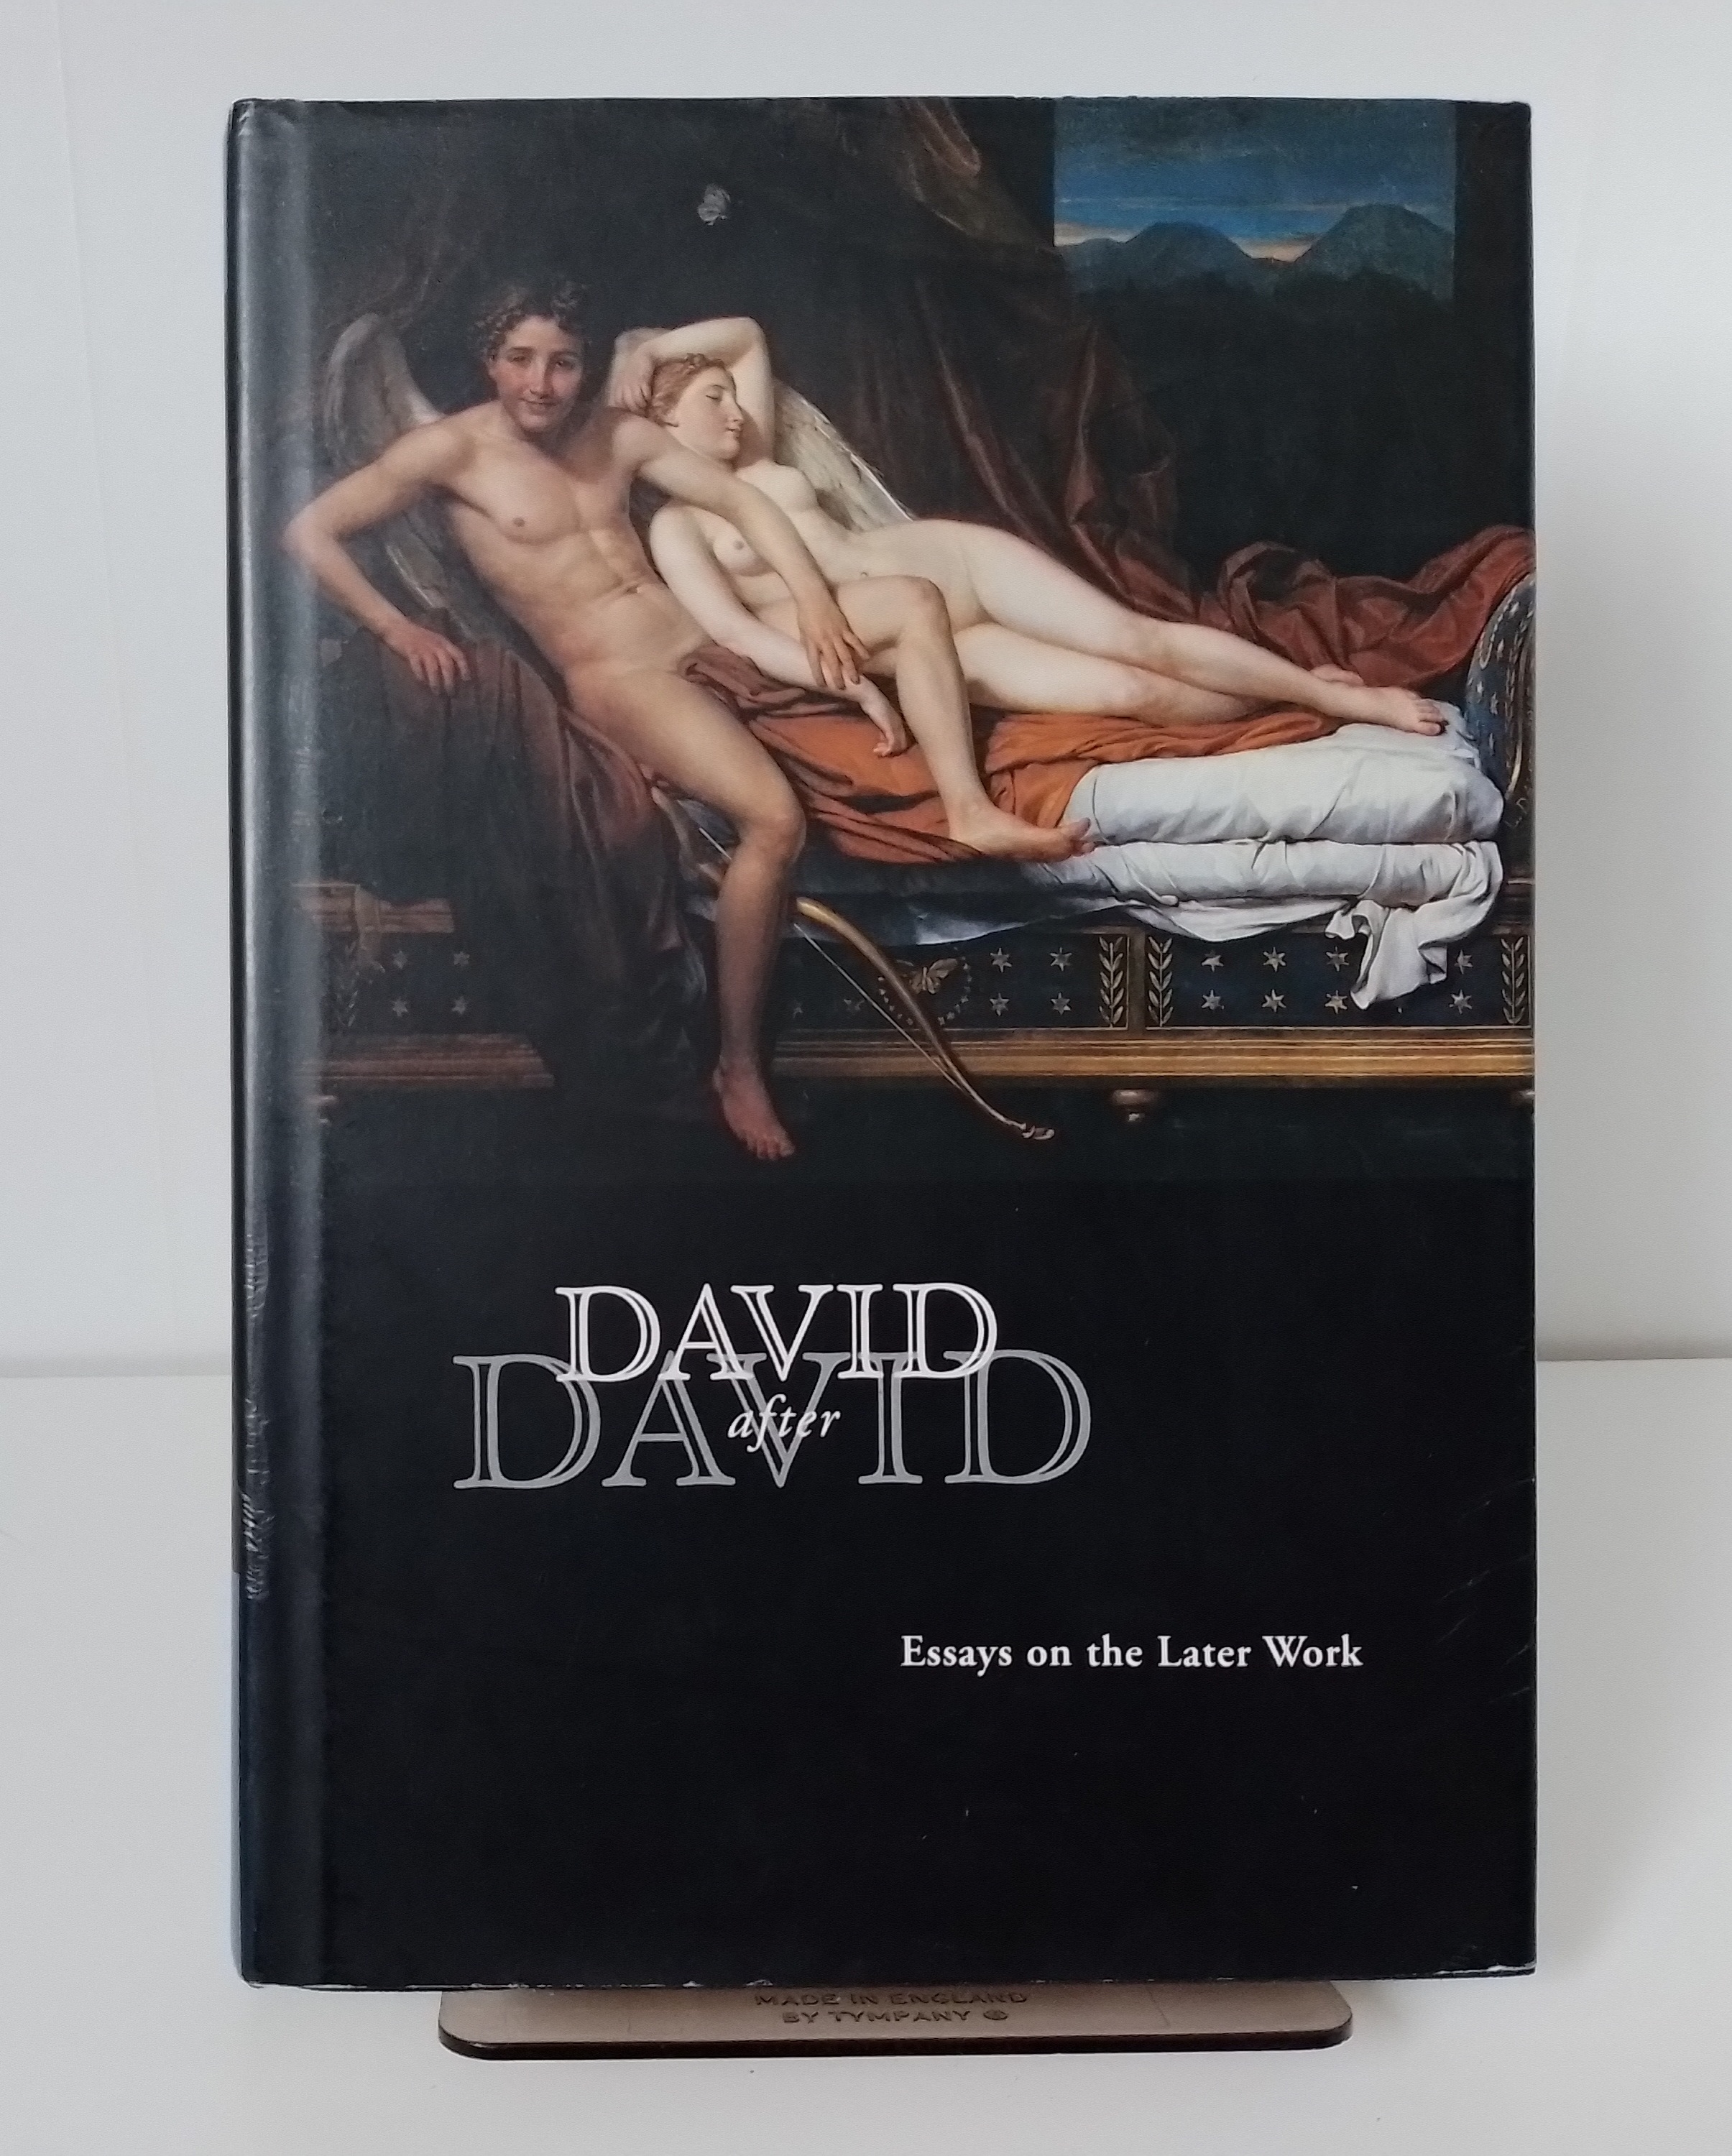 DAVID
after
DAVID
Essays on the Later Work
MADE IN ENGLAND
BY TYMPANY